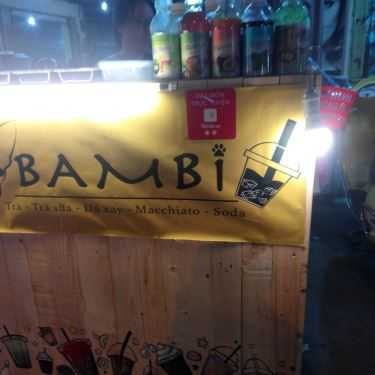 BAMBI
Trà - Trà sữa - Đá xay - Macchiato - Soda